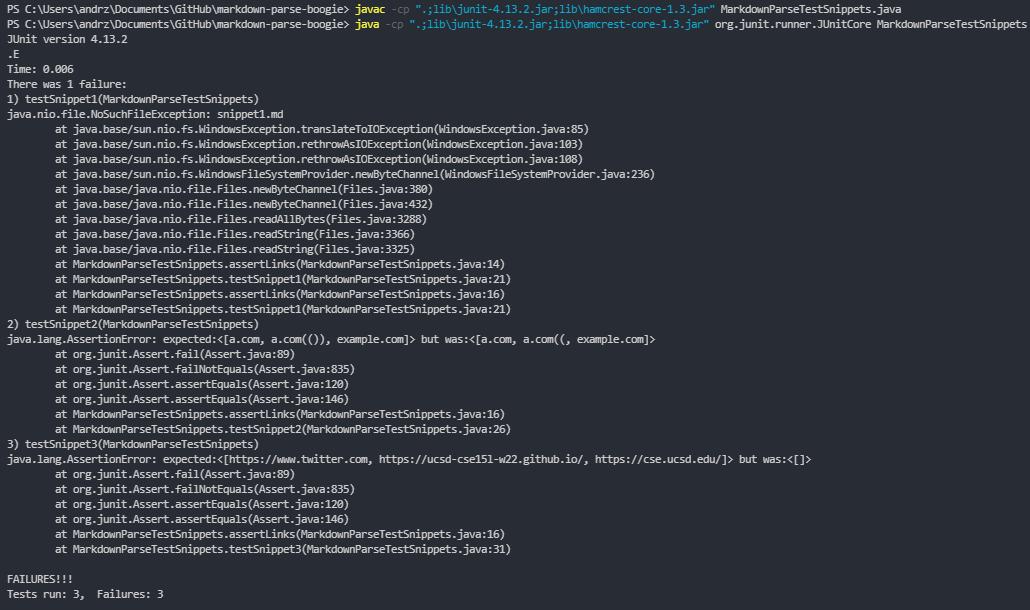 PS C:\Users\andrz\Documents\GitHub\markdown-parse-boogie> javac -cp ".;lib\junit-4.13.2.jar;lib\hamcrest-core-1.3.jar" MarkdownParseTestSnippets.java
PS C:\Users\andrz\Documents\GitHub\markdown-parse-boogie> java -cp ".;lib\junit-4.13.2.jar;lib\hamcrest-core-1.3.jar" org.junit.runner.JUnitCore MarkdownParseTestSnippets
JUnit version 4.13.2
.E
Time: 0.006
There was 1 failure:
1) testSnippet1(MarkdownParseTestSnippets)
java.nio.file.NoSuchFileException: snippet1.md
        at java.base/sun.nio.fs.WindowsException.translateToIOException(WindowsException.java:85)
        at java.base/sun.nio.fs.WindowsException.rethrowAsIOException(WindowsException.java:103)
        at java.base/sun.nio.fs.WindowsException.rethrowAsIOException(WindowsException.java:108)
        at java.base/sun.nio.fs.WindowsFileSystemProvider.newByteChannel(WindowsFileSystemProvider.java:236)
        at java.base/java.nio.file.Files.newByteChannel(Files.java:380)
        at java.base/java.nio.file.Files.newByteChannel(Files.java:432)
        at java.base/java.nio.file.Files.readAllBytes(Files.java:3288)
        at java.base/java.nio.file.Files.readString(Files.java:3366)
        at java.base/java.nio.file.Files.readString(Files.java:3325)
        at MarkdownParseTestSnippets.assertLinks(MarkdownParseTestSnippets.java:14)
        at MarkdownParseTestSnippets.testSnippet1(MarkdownParseTestSnippets.java:21)
        at MarkdownParseTestSnippets.assertLinks(MarkdownParseTestSnippets.java:16)
        at MarkdownParseTestSnippets.testSnippet1(MarkdownParseTestSnippets.java:21)
2) testSnippet2(MarkdownParseTestSnippets)
java.lang.AssertionError: expected:<[a.com, a.com(()), example.com]> but was:<[a.com, a.com((, example.com]>
        at org.junit.Assert.fail(Assert.java:89)
        at org.junit.Assert.failNotEquals(Assert.java:835)
        at org.junit.Assert.assertEquals(Assert.java:120)
        at org.junit.Assert.assertEquals(Assert.java:146)
        at MarkdownParseTestSnippets.assertLinks(MarkdownParseTestSnippets.java:16)
        at MarkdownParseTestSnippets.testSnippet2(MarkdownParseTestSnippets.java:26)
3) testSnippet3(MarkdownParseTestSnippets)
java.lang.AssertionError: expected:<[https://www.twitter.com, https://ucsd-cse15l-w22.github.io/, https://cse.ucsd.edu/]> but was:<[]>
        at org.junit.Assert.fail(Assert.java:89)
        at org.junit.Assert.failNotEquals(Assert.java:835)
        at org.junit.Assert.assertEquals(Assert.java:120)
        at org.junit.Assert.assertEquals(Assert.java:146)
        at MarkdownParseTestSnippets.assertLinks(MarkdownParseTestSnippets.java:16)
        at MarkdownParseTestSnippets.testSnippet3(MarkdownParseTestSnippets.java:31)

FAILURES!!!
Tests run: 3,  Failures: 3